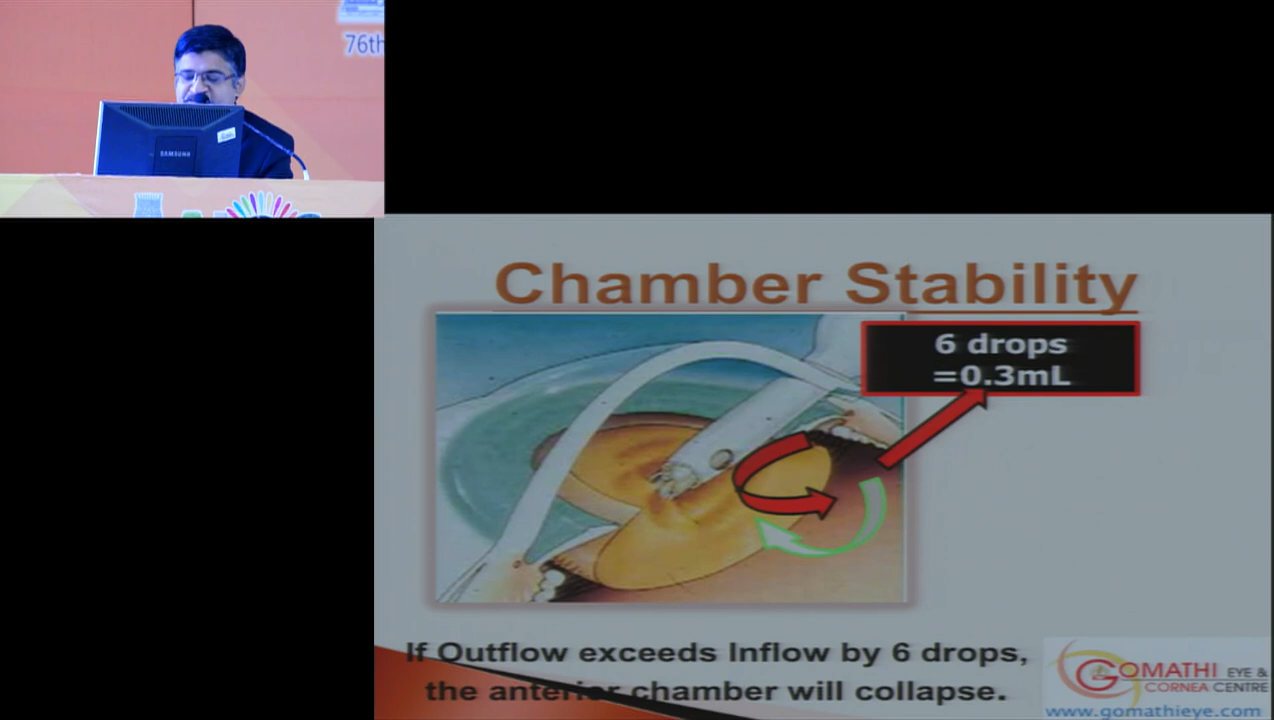 76th
SAMSUNG
Chamber Stability
6 drops
=0.3mL
If Outflow exceeds Inflow by 6 drops,
the anterior chamber will collapse.
GOMATHI EYE &
CORNEA CENTRE
www.gomathieye.com